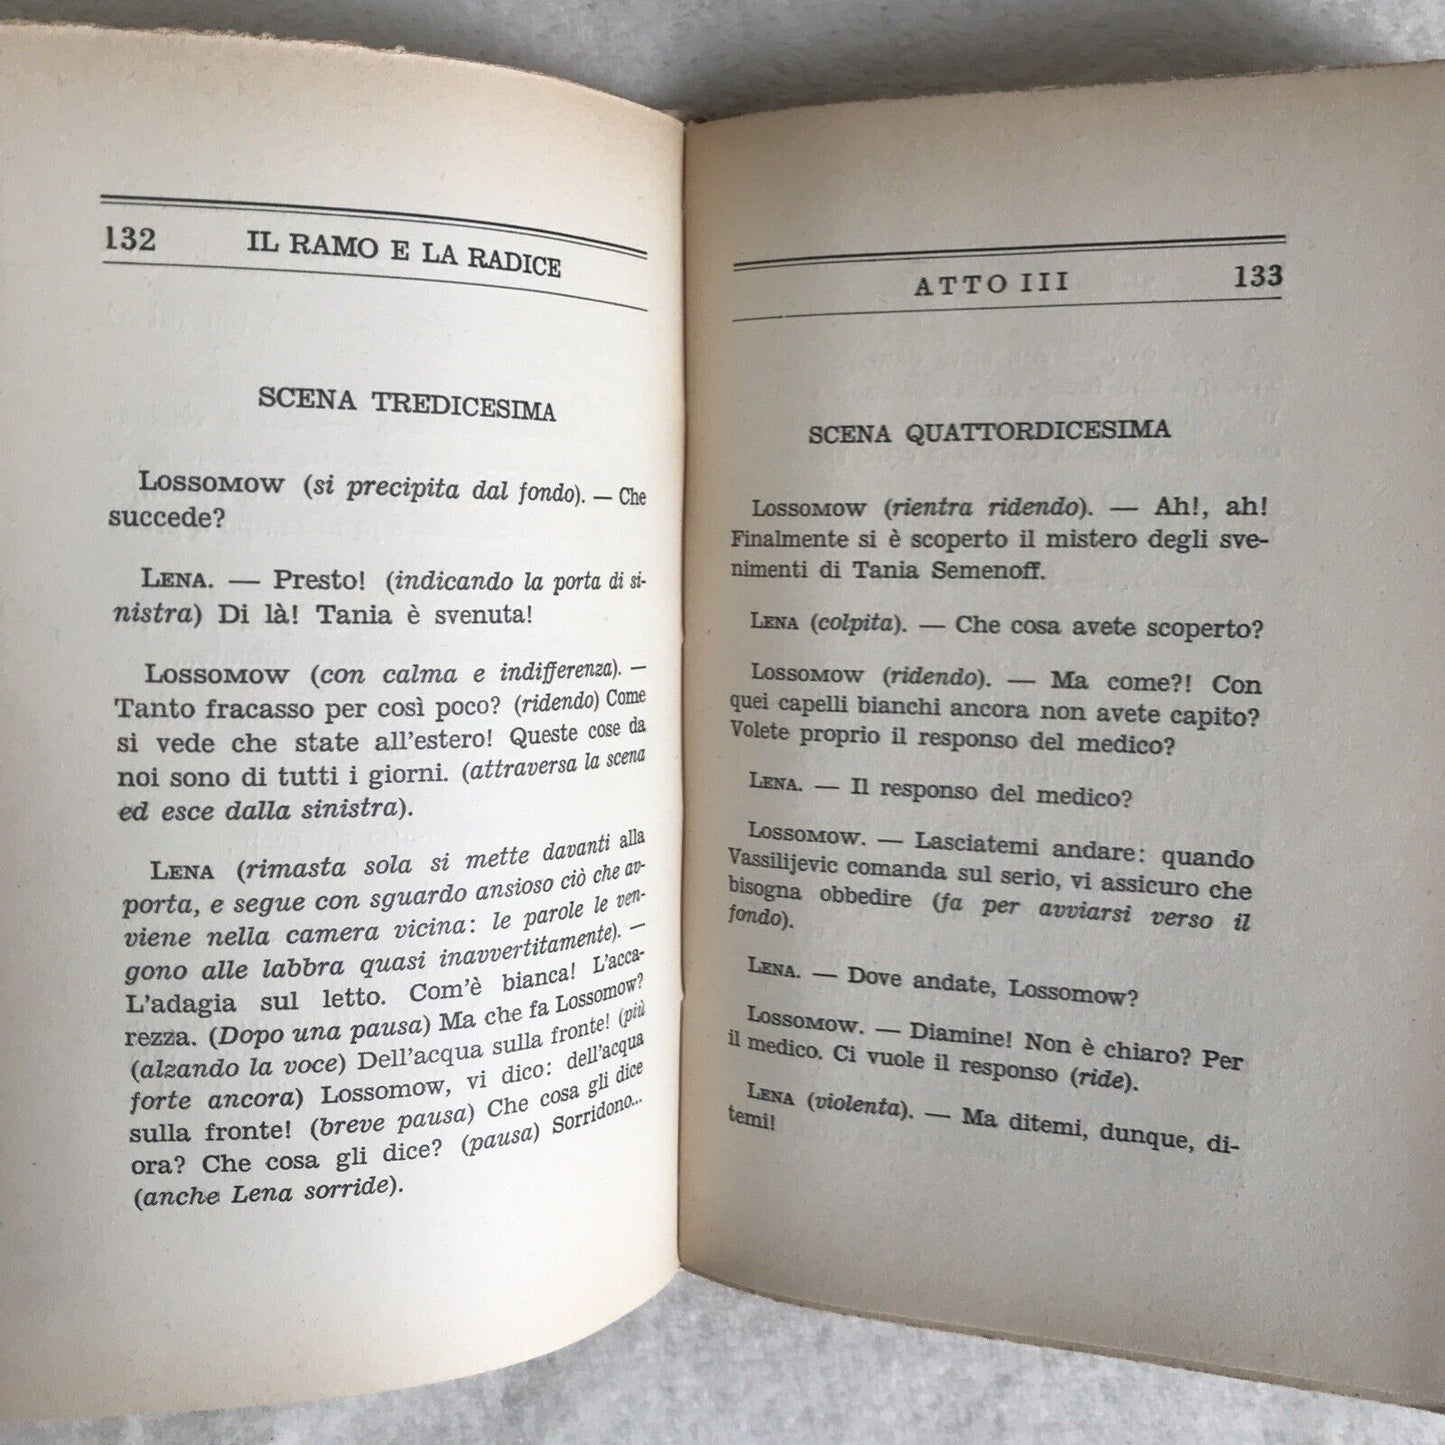 132 IL RAMO E LA RADICE
SCENA TREDICESIMA
LOSSOMOW (si precipita dal fondo). — Che
succede?
LENA. — Presto! (indicando la porta di si-
nistra) Di là! Tania è svenuta!
LOSSOMOW (con calma e indifferenza). —
Tanto fracasso per così poco? (ridendo) Come
si vede che state all'estero! Queste cose da
noi sono di tutti i giorni. (attraversa la scena
ed esce dalla sinistra).
LENA (rimasta sola si mette davanti alla
porta, e segue con sguardo ansioso ciò che av-
viene nella camera vicina: le parole le ven-
gono alle labbra quasi inavvertitamente). —
L'adagia sul letto. Com'è bianca! L'acca-
rezza. (Dopo una pausa) Ma che fa Lossomow?
(alzando la voce) Dell'acqua sulla fronte! (più
forte ancora) Lossomow, vi dico: dell'acqua
sulla fronte! (breve pausa) Che cosa gli dice
ora? Che cosa gli dice? (pausa) Sorridono...
(anche Lena sorride).
ATTO III 133
SCENA QUATTORDICESIMA
LOSSOMOW (rientra ridendo). — Ah!, ah!
Finalmente si è scoperto il mistero degli sve-
nimenti di Tania Semenoff.
LENA (colpita). — Che cosa avete scoperto?
LOSSOMOW (ridendo). — Ma come?! Con
quei capelli bianchi ancora non avete capito?
Volete proprio il responso del medico?
LENA. — Il responso del medico?
LOSSOMOW. — Lasciatemi andare: quando
Vassilijevic comanda sul serio, vi assicuro che
bisogna obbedire (fa per avviarsi verso il
fondo).
LENA. — Dove andate, Lossomow?
LOSSOMOW. — Diamine! Non è chiaro? Per
il medico. Ci vuole il responso (ride).
LENA (violenta). — Ma ditemi, dunque, di-
temi!